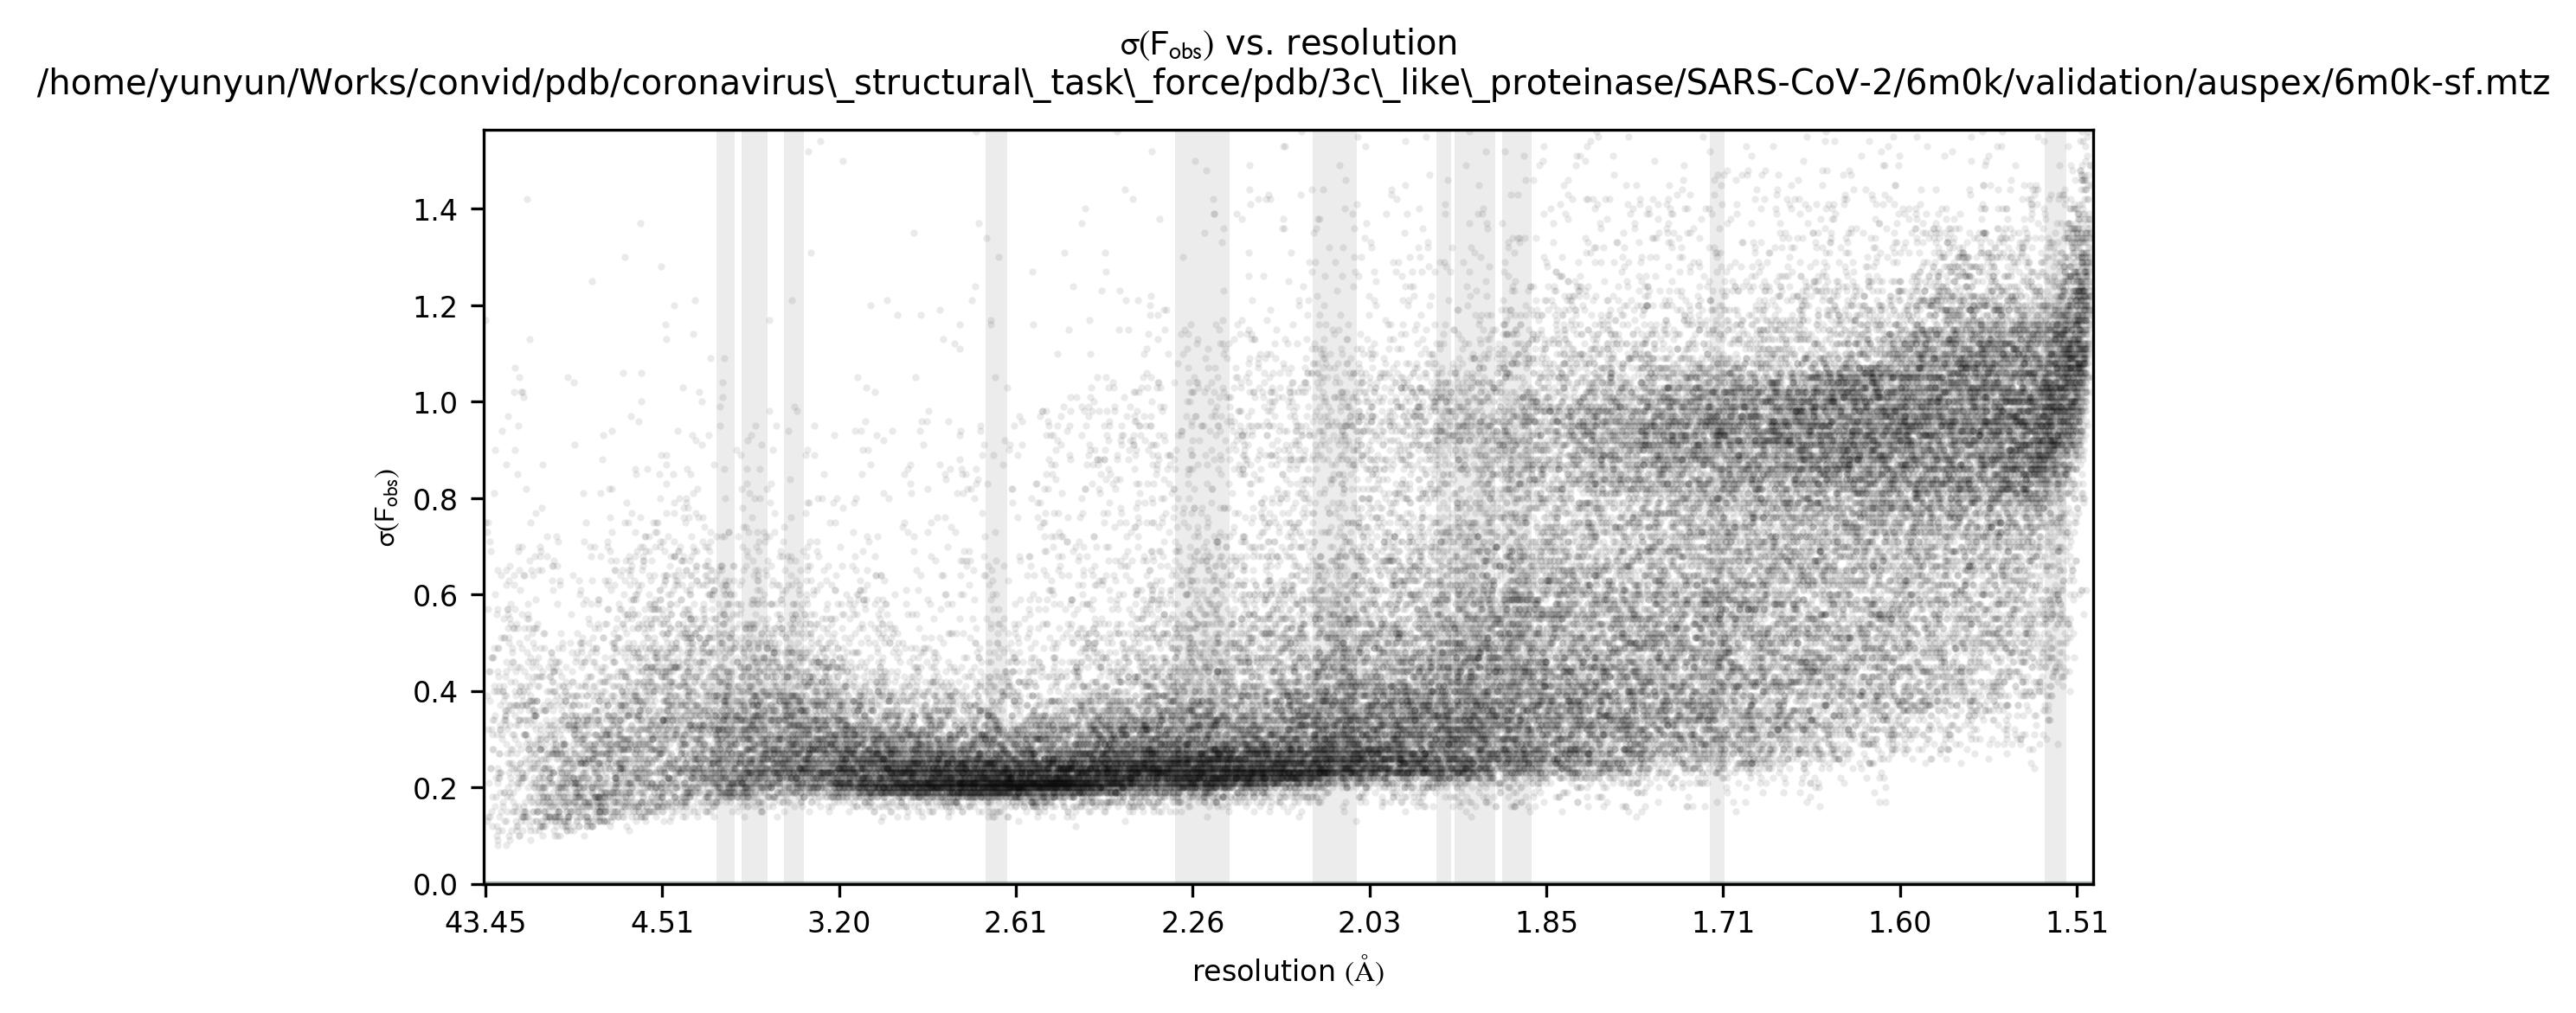 σ(Fobs) vs. resolution
/home/yunyun/Works/convid/pdb/coronavirus\_structural\_task\_force/pdb/3c\_like\_proteinase/SARS-CoV-2/6m0k/validation/auspex/6m0k-sf.mtz
σ(Fobs)
1.4
1.2
1.0
0.8
0.6
0.4
0.2
0.0
43.45 4.51 3.20 2.61 2.26 2.03 1.85 1.71 1.60 1.51
resolution (Å)